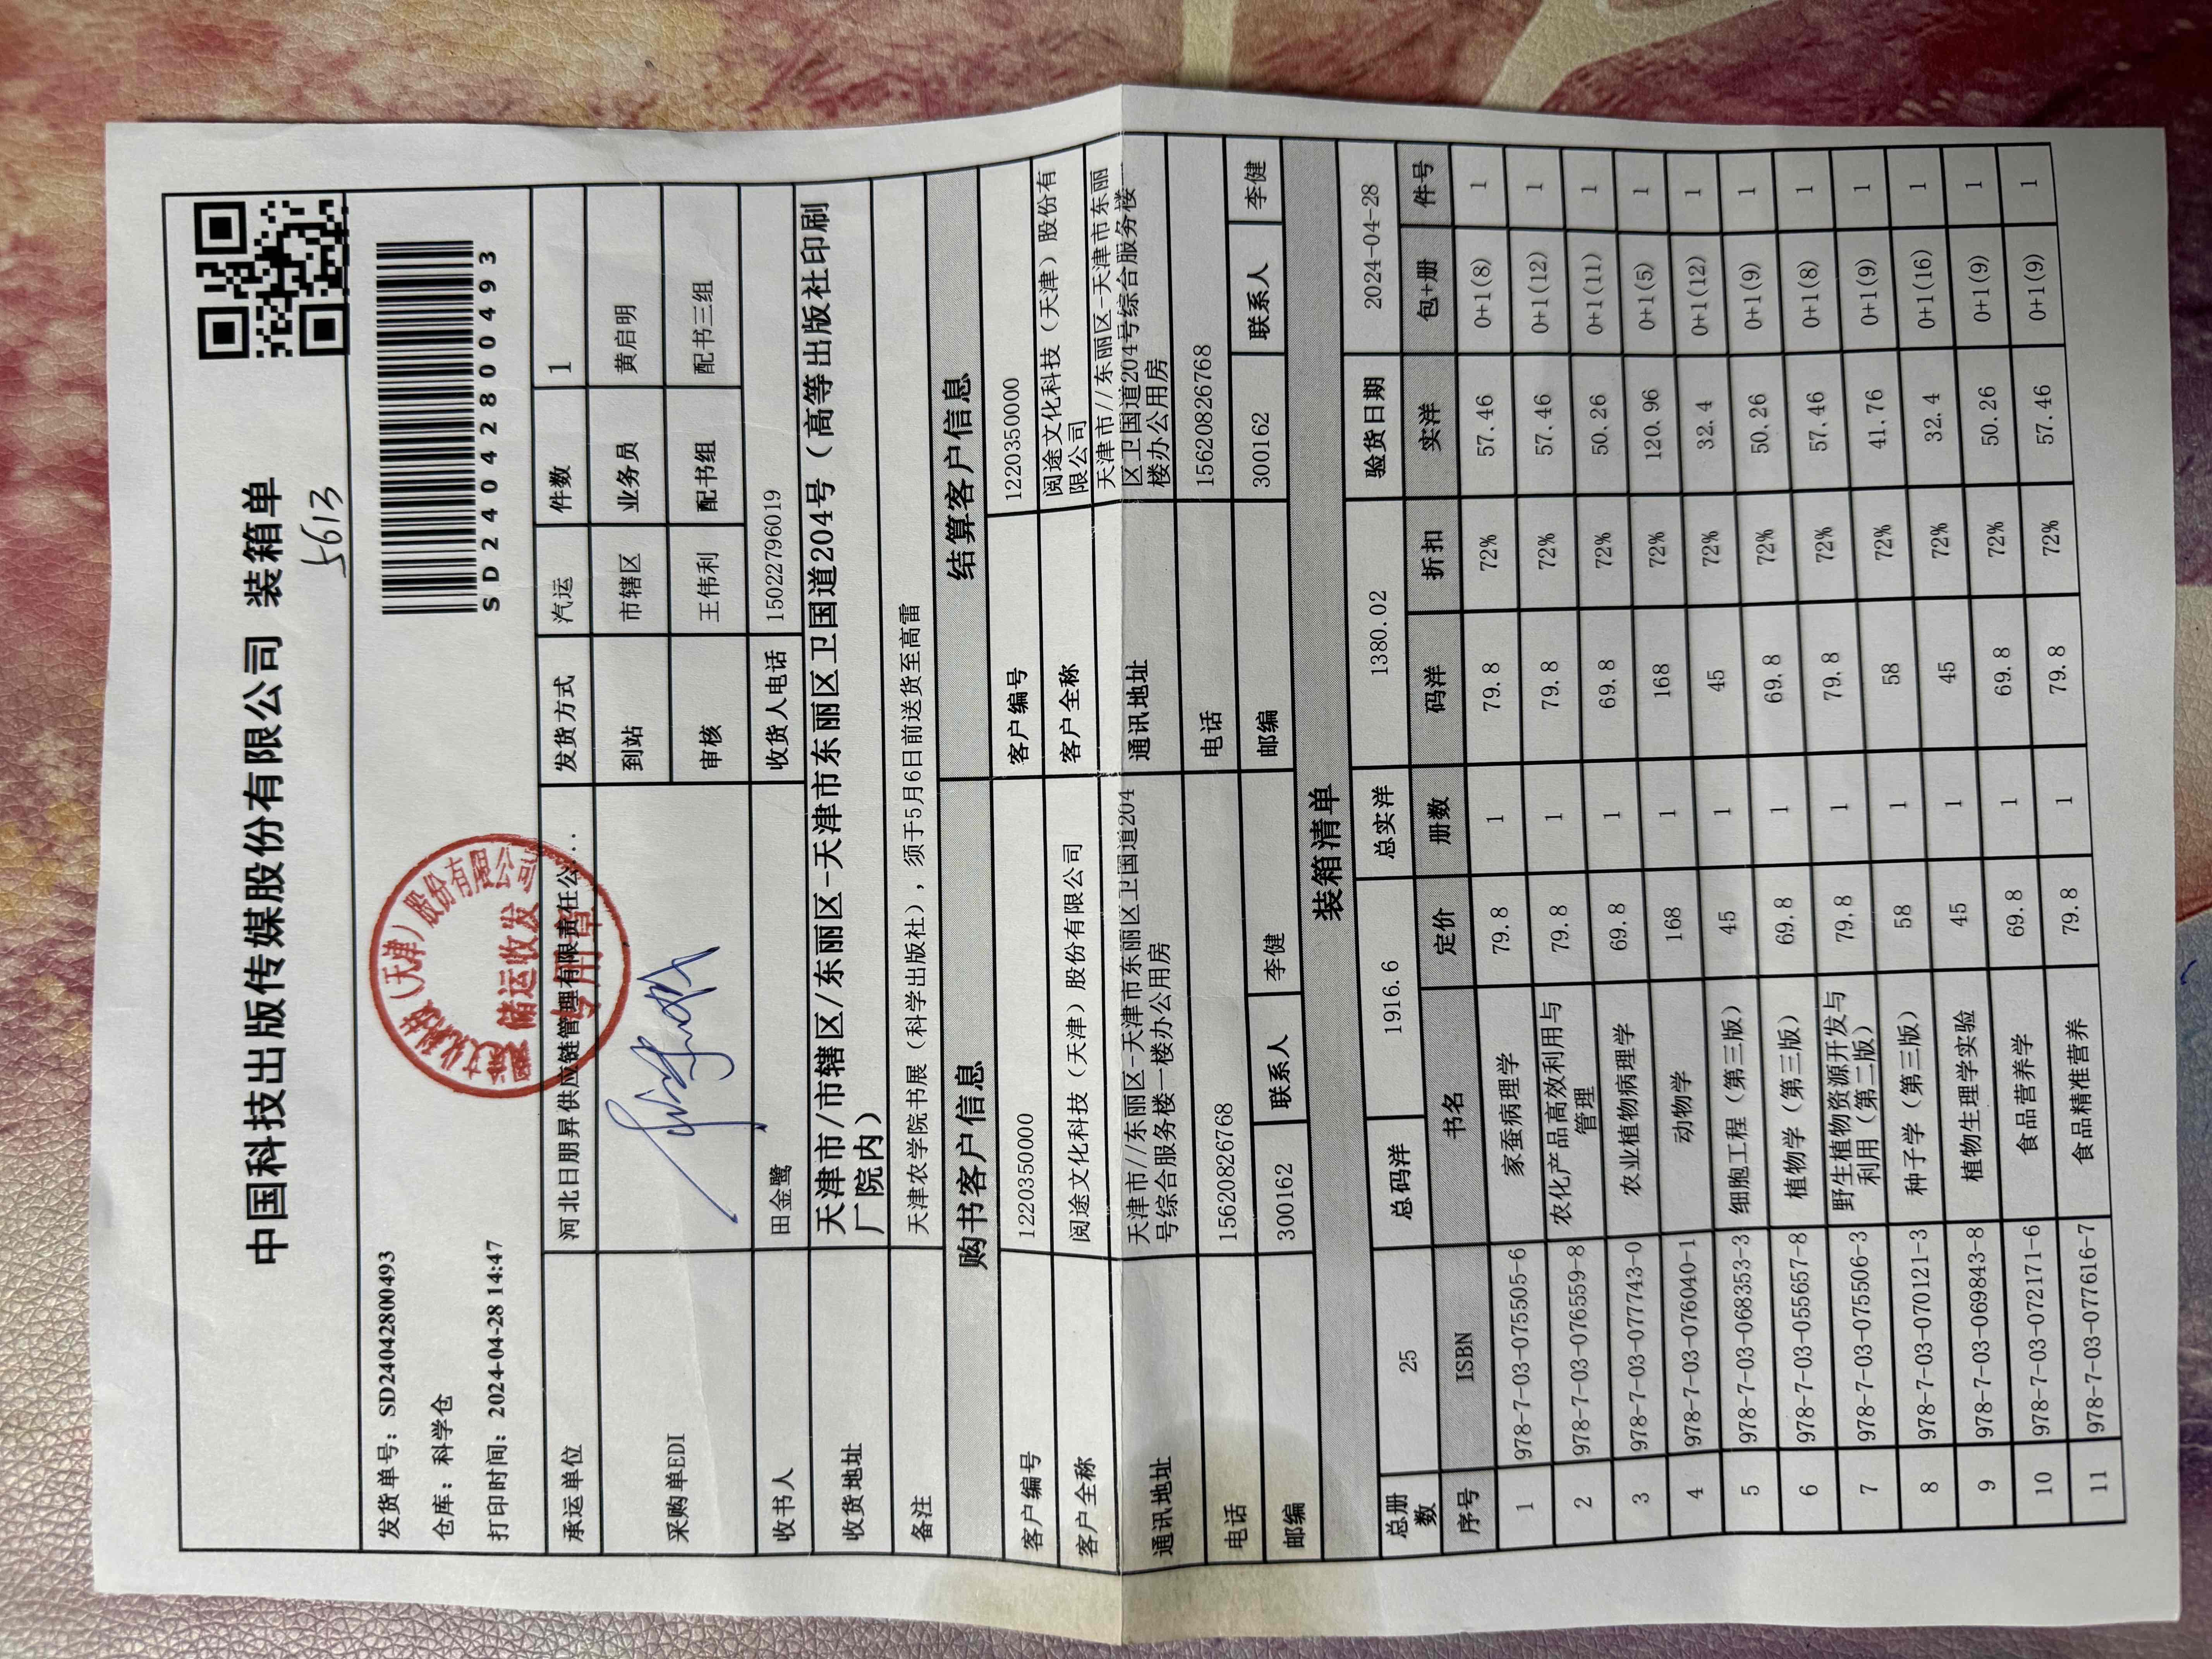 中国科技出版传媒股份有限公司 装箱单
5613
发货单号：SD24042800493
仓库：科学仓
打印时间：2024-04-28 14:47
SD24042800493
承运单位 河北日朋昇供应链管理有限责任公... 发货方式 汽运 件数 1
采购单EDI 到站 市辖区 业务员 黄启明
审核 王伟利 配书组 配书三组
（天津）股份有限公司
储运收发
专用章
收书人 田金鹭 收货人电话 15022796019
收货地址 天津市/市辖区/东丽区-天津市东丽区卫国道204号（高等出版社印刷
厂院内）
备注 天津农学院书展（科学出版社），须于5月6日前送货至高雷
购书客户信息 结算客户信息
客户编号 1220350000 客户编号 1220350000
客户全称 阅途文化科技（天津）股份有限公司 客户全称 阅途文化科技（天津）股份有
限公司
通讯地址 天津市//东丽区-天津市东丽区卫国道204
号综合服务楼一楼办公用房 通讯地址 天津市//东丽区-天津市东丽
区卫国道204号综合服务楼一
楼办公用房
电话 15620826768 电话 15620826768
邮编 300162 联系人 李健 邮编 300162 联系人 李健
装箱清单
总册
数 25 总码洋 1916.6 总实洋 1380.02 验货日期 2024-04-28
序号 ISBN 书名 定价 册数 码洋 折扣 实洋 包+册 件号
1 978-7-03-075505-6 家蚕病理学 79.8 1 79.8 72% 57.46 0+1(8) 1
2 978-7-03-076559-8 农化产品高效利用与
管理 79.8 1 79.8 72% 57.46 0+1(12) 1
3 978-7-03-077743-0 农业植物病理学 69.8 1 69.8 72% 50.26 0+1(11) 1
4 978-7-03-076040-1 动物学 168 1 168 72% 120.96 0+1(5) 1
5 978-7-03-068353-3 细胞工程（第三版） 45 1 45 72% 32.4 0+1(12) 1
6 978-7-03-055657-8 植物学（第三版） 69.8 1 69.8 72% 50.26 0+1(9) 1
7 978-7-03-075506-3 野生植物资源开发与
利用（第二版） 79.8 1 79.8 72% 57.46 0+1(8) 1
8 978-7-03-070121-3 种子学（第三版） 58 1 58 72% 41.76 0+1(9) 1
9 978-7-03-069843-8 植物生理学实验 45 1 45 72% 32.4 0+1(16) 1
10 978-7-03-072171-6 食品营养学 69.8 1 69.8 72% 50.26 0+1(9) 1
11 978-7-03-077616-7 食品精准营养 79.8 1 79.8 72% 57.46 0+1(9) 1